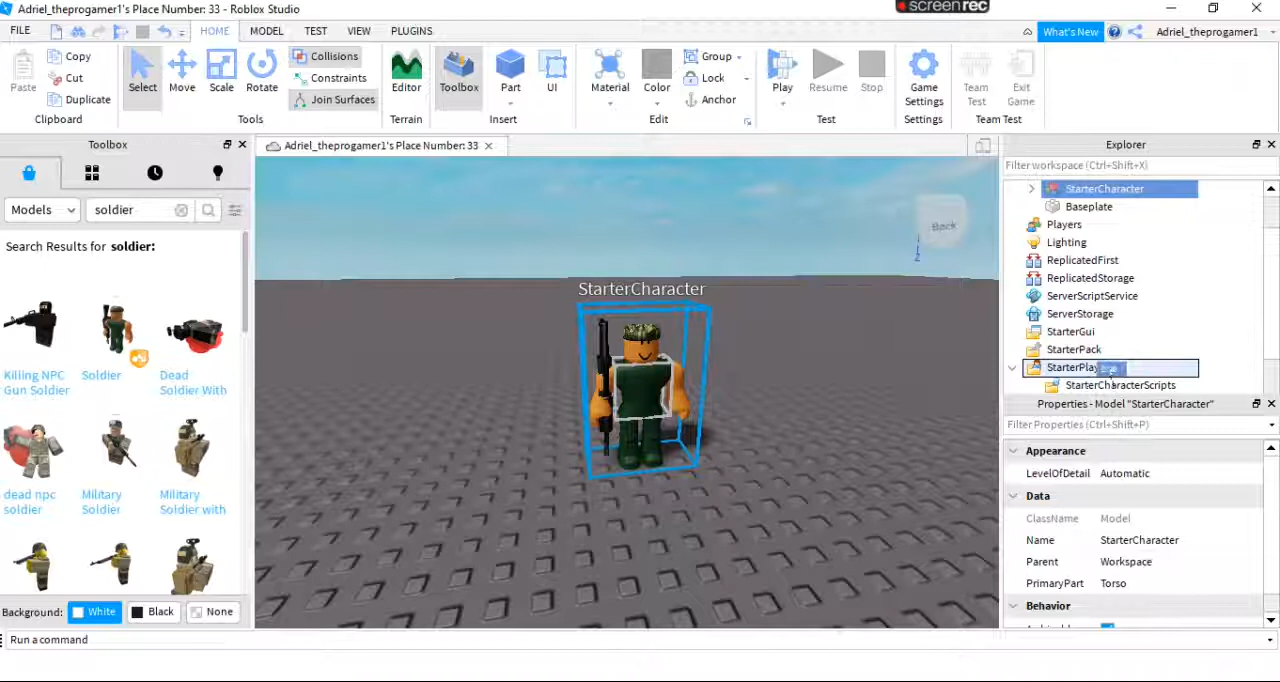 Adriel_theprogamer1's Place Number: 33 - Roblox Studio
screenrec
FILE HOME MODEL TEST VIEW PLUGINS What's New Adriel_theprogamer1
Paste Copy Cut Duplicate
Clipboard
Select Move Scale Rotate Collisions Constraints Join Surfaces
Tools
Editor
Terrain
Toolbox Part UI
Insert
Material Color Group Lock Anchor
Edit
Play Resume Stop
Test
Game Settings
Settings
Team Test Exit Game
Team Test
Toolbox
Models soldier
Search Results for soldier:
Killing NPC Gun Soldier
Soldier
Dead Soldier With
dead npc soldier
Military Soldier
Military Soldier with
Background: White Black None
Run a command
Adriel_theprogamer1's Place Number: 33
Back
Z
StarterCharacter
Explorer
Filter workspace (Ctrl+Shift+X)
StarterCharacter
Baseplate
Players
Lighting
ReplicatedFirst
ReplicatedStorage
ServerScriptService
ServerStorage
StarterGui
StarterPack
StarterCharacterScripts
Properties - Model "StarterCharacter"
Filter Properties (Ctrl+Shift+P)
Appearance
LevelOfDetail Automatic
Data
ClassName Model
Name StarterCharacter
Parent Workspace
PrimaryPart Torso
Behavior